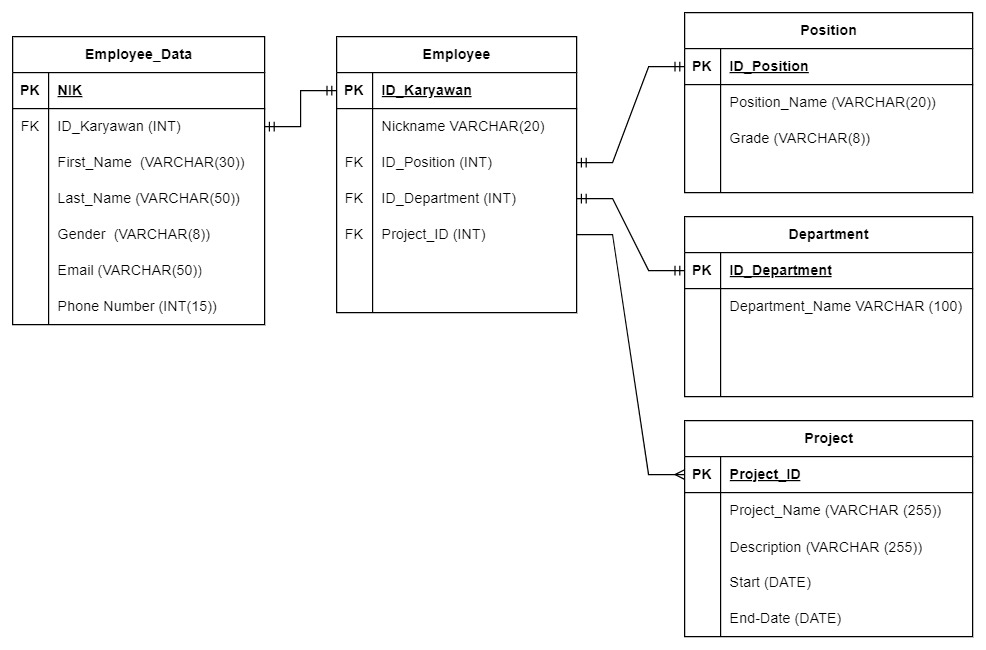 Employee_Data
PK NIK
FK ID_Karyawan (INT)
First_Name  (VARCHAR(30))
Last_Name (VARCHAR(50))
Gender  (VARCHAR(8))
Email (VARCHAR(50))
Phone Number (INT(15))
Employee
PK ID_Karyawan
Nickname VARCHAR(20)
FK ID_Position (INT)
FK ID_Department (INT)
FK Project_ID (INT)
Position
PK ID_Position
Position_Name (VARCHAR(20))
Grade (VARCHAR(8))
Department
PK ID_Department
Department_Name VARCHAR (100)
Project
PK Project_ID
Project_Name (VARCHAR (255))
Description (VARCHAR (255))
Start (DATE)
End-Date (DATE)